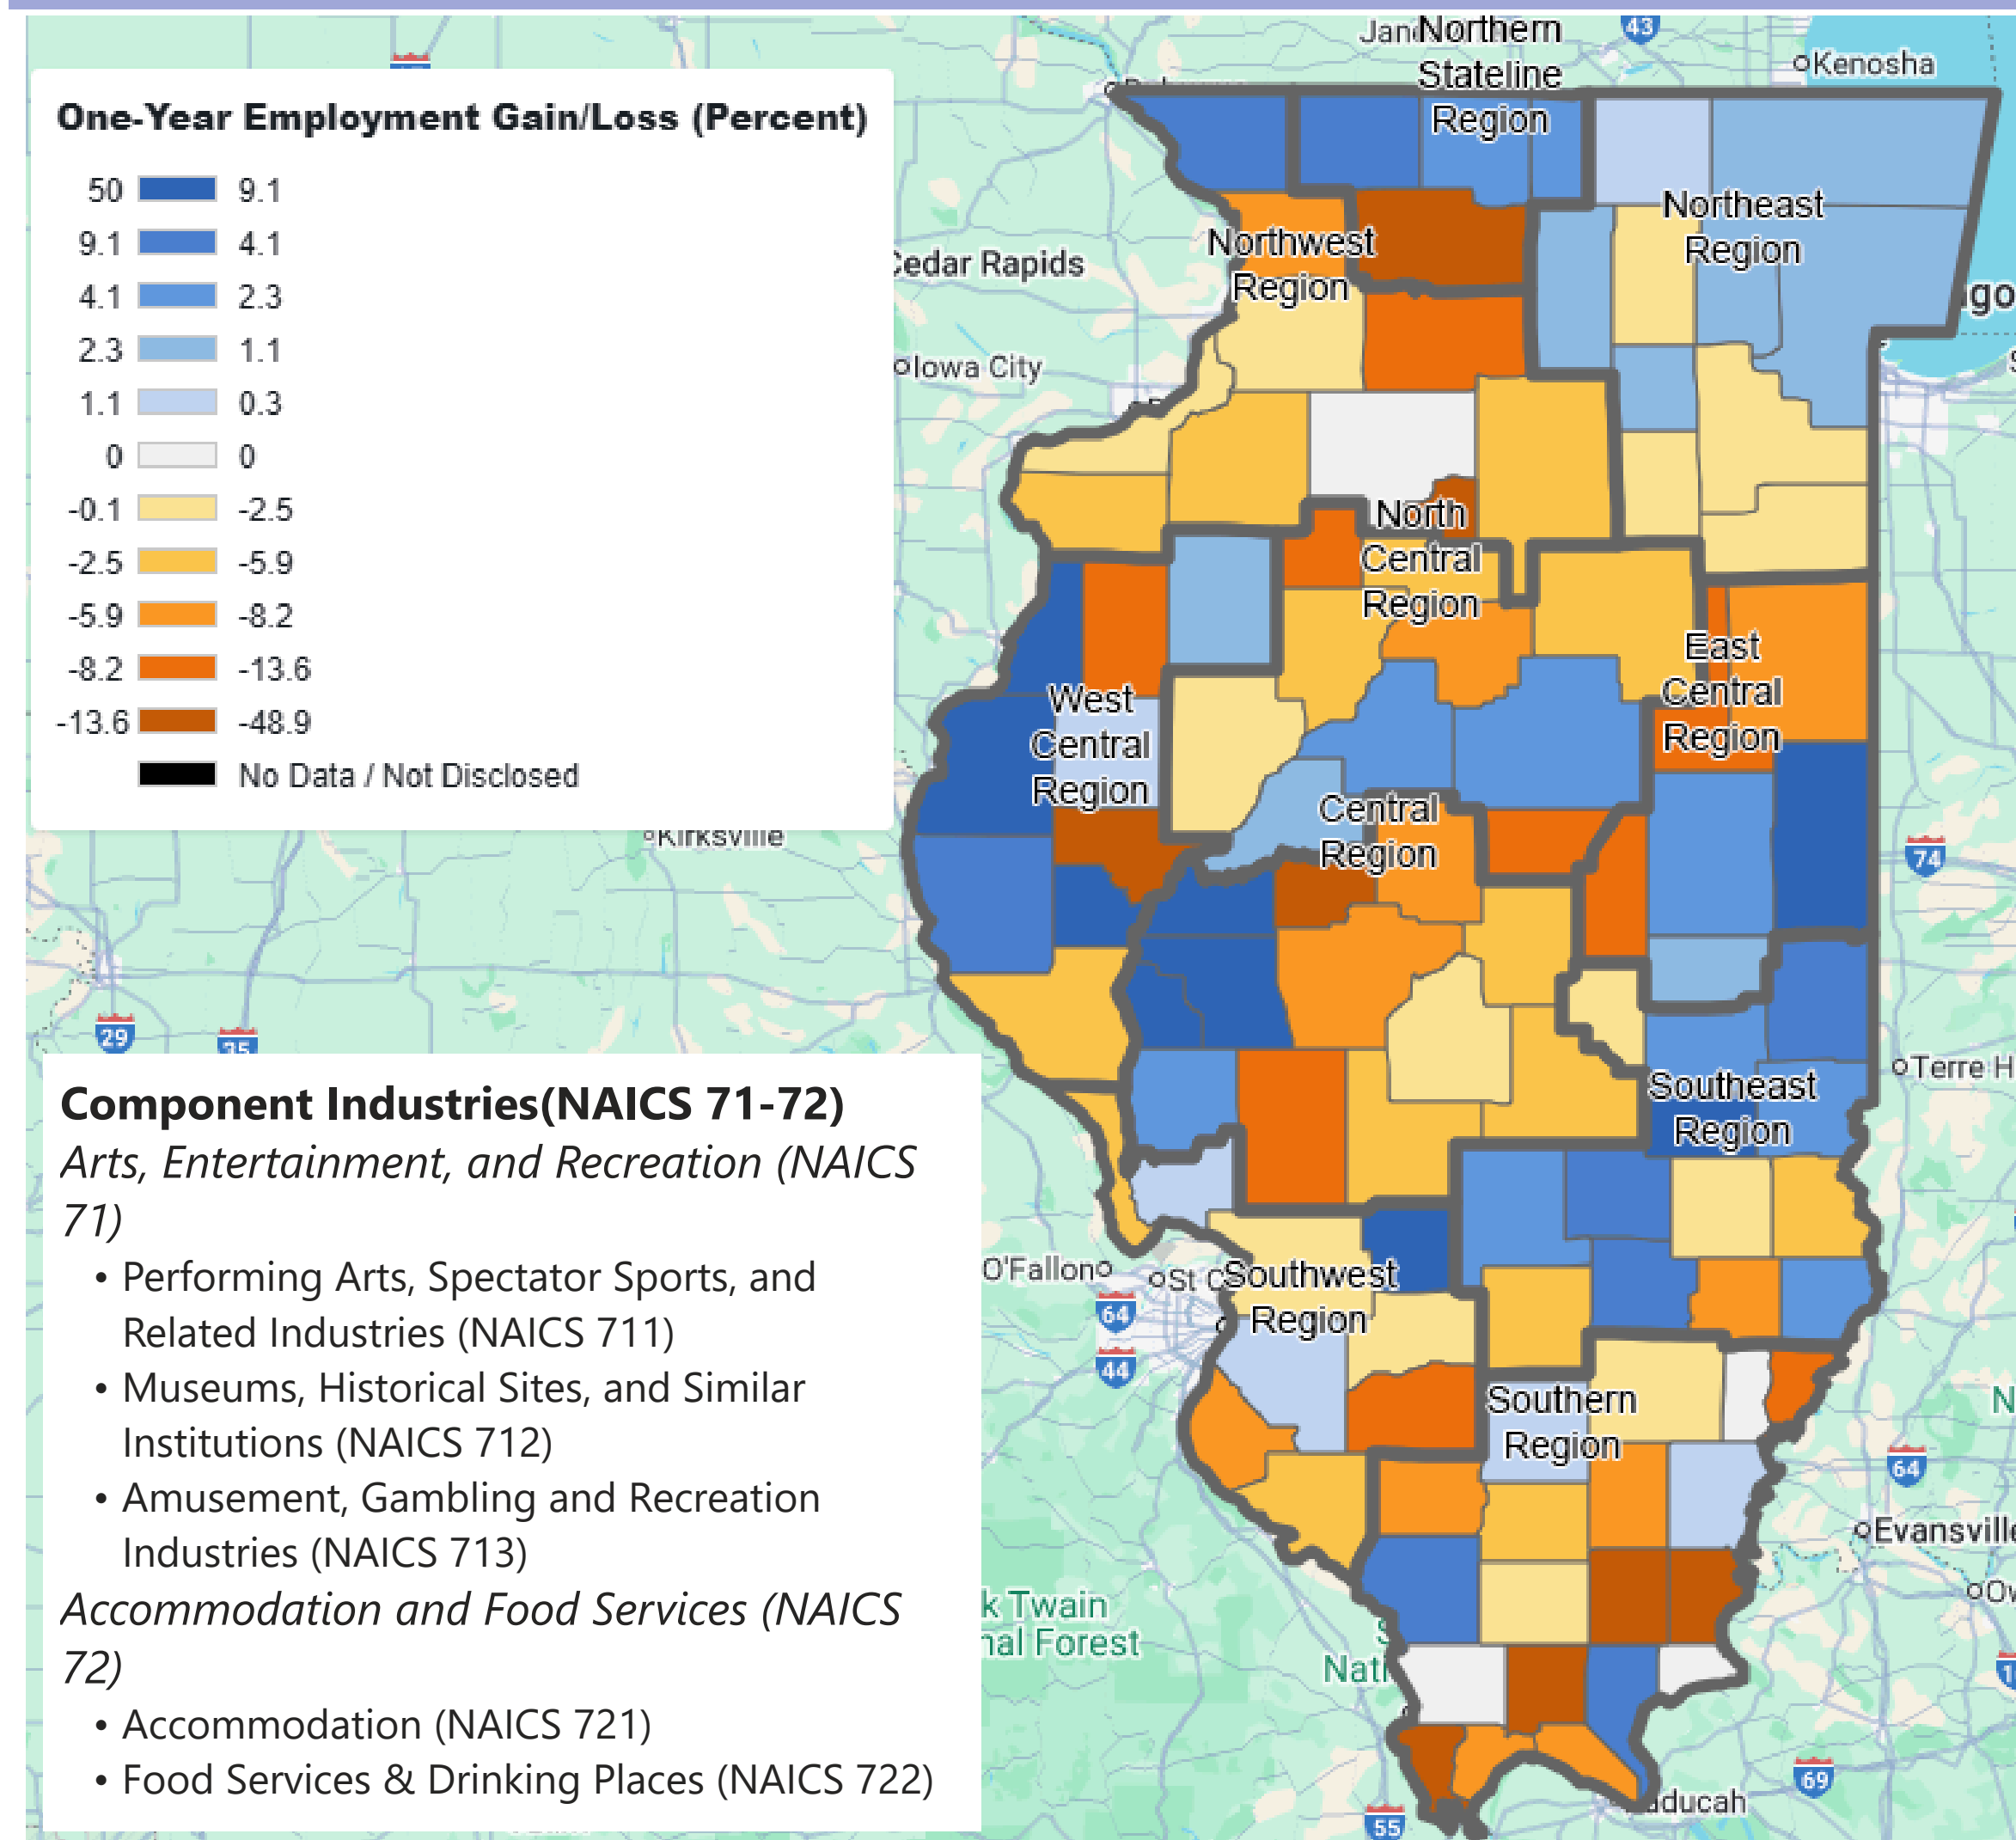 One-Year Employment Gain/Loss (Percent)
50 9.1
9.1 4.1
4.1 2.3
2.3 1.1
1.1 0.3
0 0
-0.1 -2.5
-2.5 -5.9
-5.9 -8.2
-8.2 -13.6
-13.6 -48.9
No Data / Not Disclosed
Component Industries(NAICS 71-72)
Arts, Entertainment, and Recreation (NAICS
71)
• Performing Arts, Spectator Sports, and
Related Industries (NAICS 711)
• Museums, Historical Sites, and Similar
Institutions (NAICS 712)
• Amusement, Gambling and Recreation
Industries (NAICS 713)
Accommodation and Food Services (NAICS
72)
• Accommodation (NAICS 721)
• Food Services & Drinking Places (NAICS 722)
Northern
Stateline
Region
43
Kenosha
Northeast
Region
Northwest
Region
Cedar Rapids
Iowa City
North
Central
Region
East
Central
Region
West
Central
Region
Central
Region
Kirksville
74
29
35
Terre H
Southeast
Region
O'Fallon
St C
Southwest
Region
64
44
Southern
Region
64
Evansville
k Twain
nal Forest
Nati
69
aducah
55